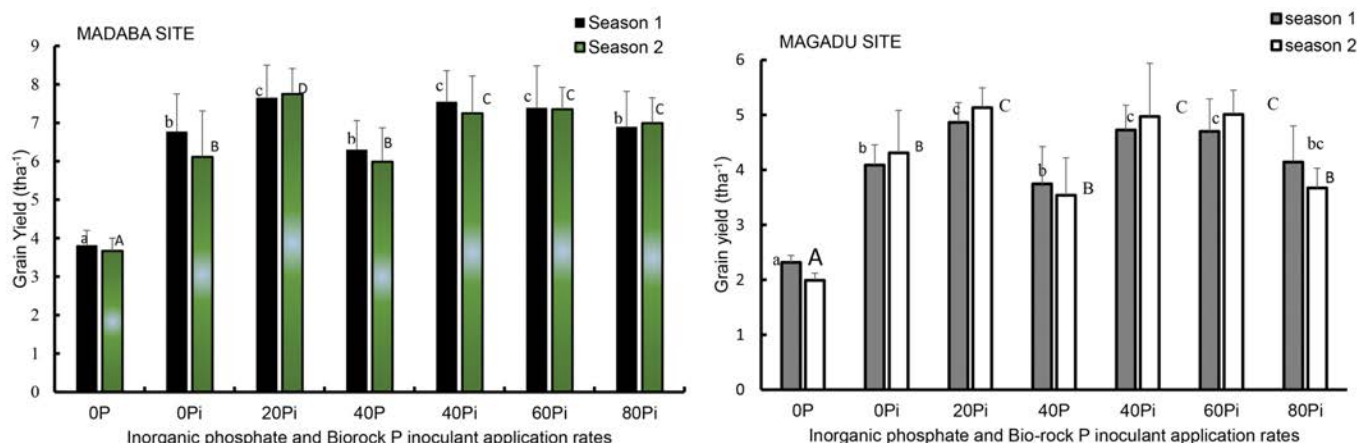 MADABA SITE
Season 1
Season 2
Grain Yield (tha⁻¹)
9
8
7
6
5
4
3
2
1
0
a A
b B
c D
b B
c C
c C
b C
0P 0Pi 20Pi 40P 40Pi 60Pi 80Pi
Inorganic phosphate and Biorock P inoculant application rates
MAGADU SITE
season 1
season 2
Grain yield (tha⁻¹)
6
5
4
3
2
1
0
a A
b B
c C
b B
c C
c C
bc B
0P 0Pi 20Pi 40P 40Pi 60Pi 80Pi
Inorganic phosphate and Bio-rock P inoculant application rates